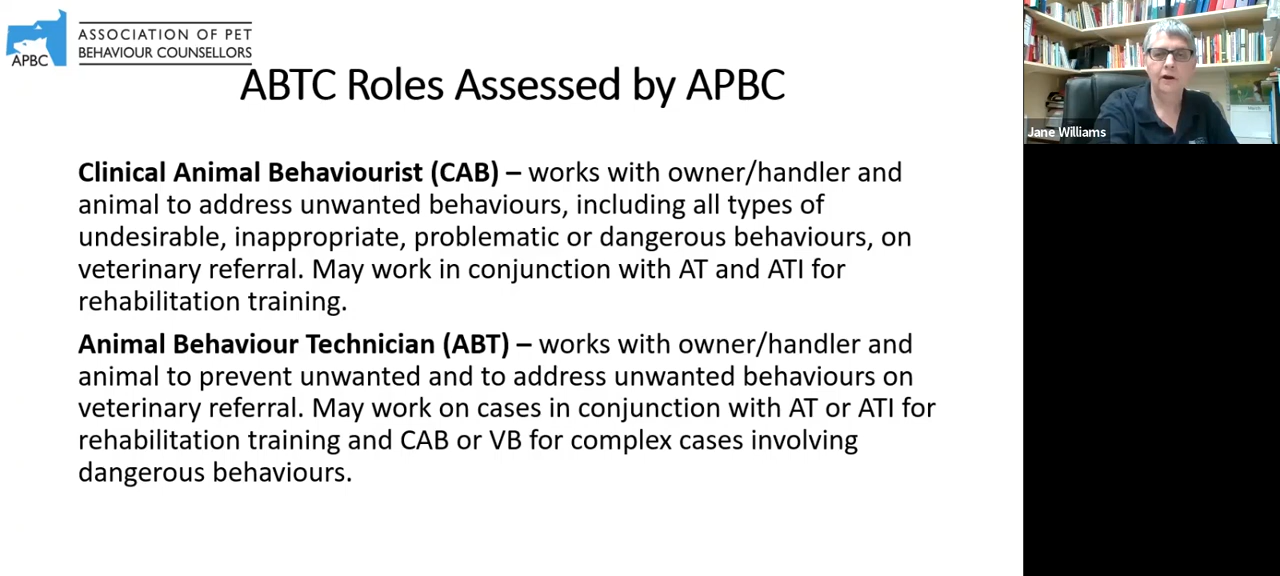 ASSOCIATION OF PET
BEHAVIOUR COUNSELLORS
APBC
ABTC Roles Assessed by APBC
Clinical Animal Behaviourist (CAB) – works with owner/handler and
animal to address unwanted behaviours, including all types of
undesirable, inappropriate, problematic or dangerous behaviours, on
veterinary referral. May work in conjunction with AT and ATI for
rehabilitation training.
Animal Behaviour Technician (ABT) – works with owner/handler and
animal to prevent unwanted and to address unwanted behaviours on
veterinary referral. May work on cases in conjunction with AT or ATI for
rehabilitation training and CAB or VB for complex cases involving
dangerous behaviours.
Jane Williams